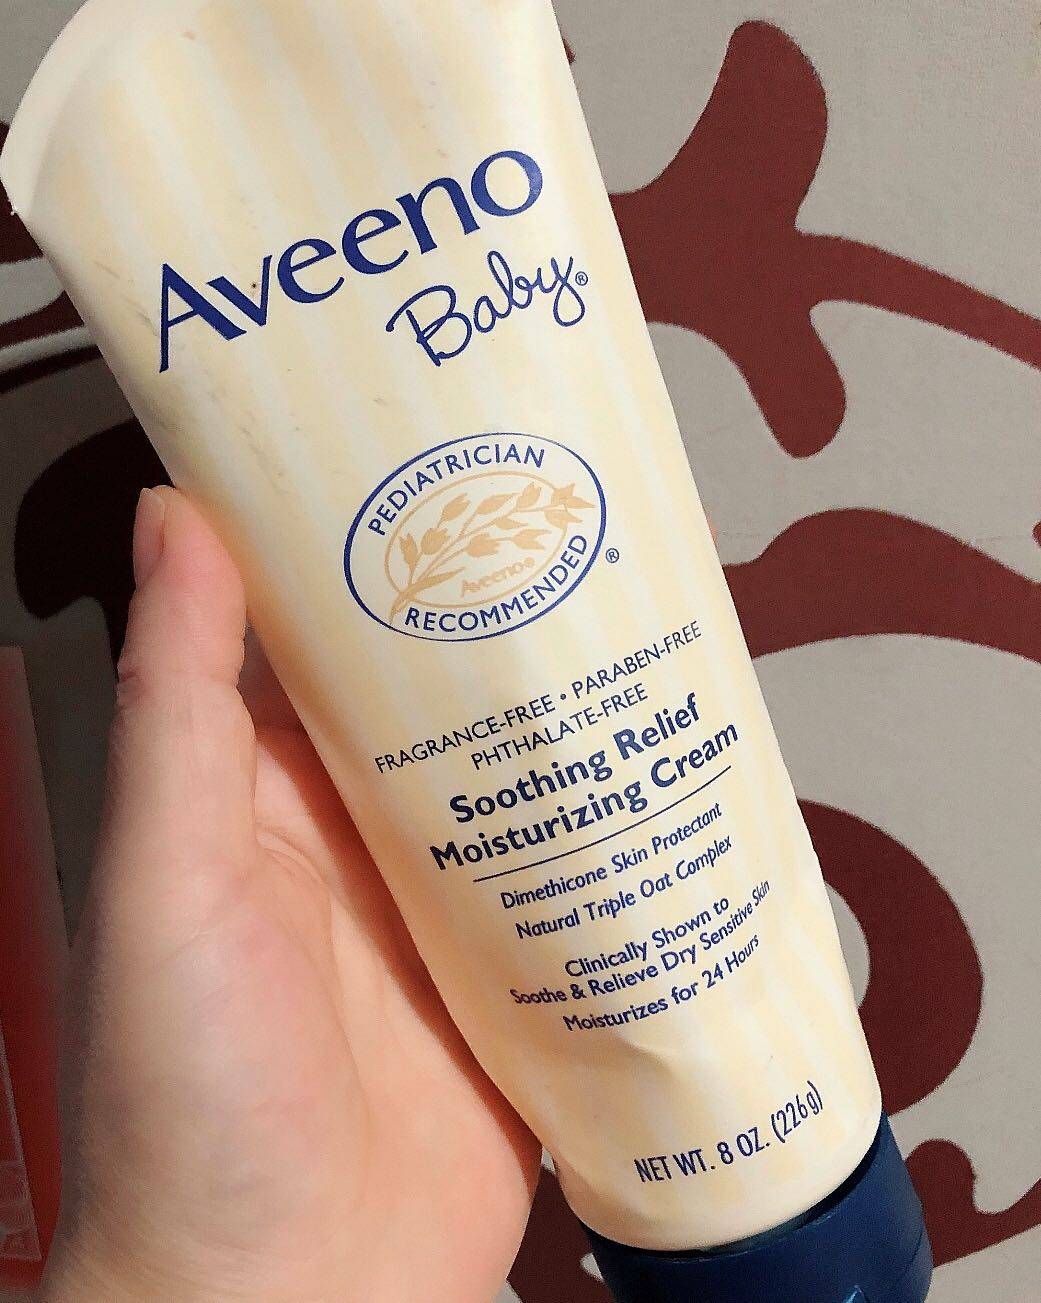 Aveeno
Baby®
PEDIATRICIAN
Aveeno®
RECOMMENDED ®
FRAGRANCE-FREE • PARABEN-FREE
PHTHALATE-FREE
Soothing Relief
Moisturizing Cream
Dimethicone Skin Protectant
Natural Triple Oat Complex
Clinically Shown to
Soothe & Relieve Dry Sensitive Skin
Moisturizes for 24 Hours
NET WT. 8 OZ. (226g)